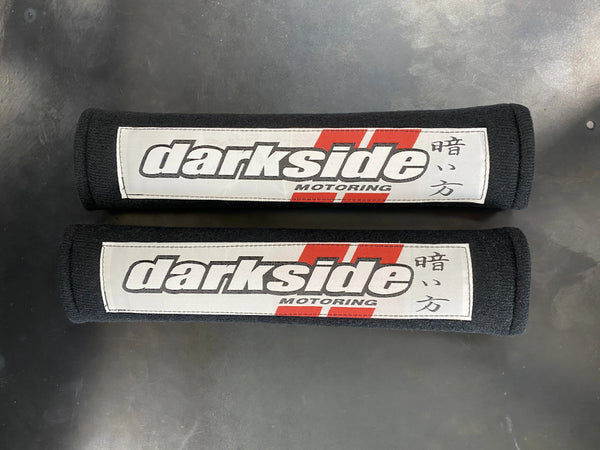 darkside
MOTORING
暗い方
darkside
MOTORING
暗い方